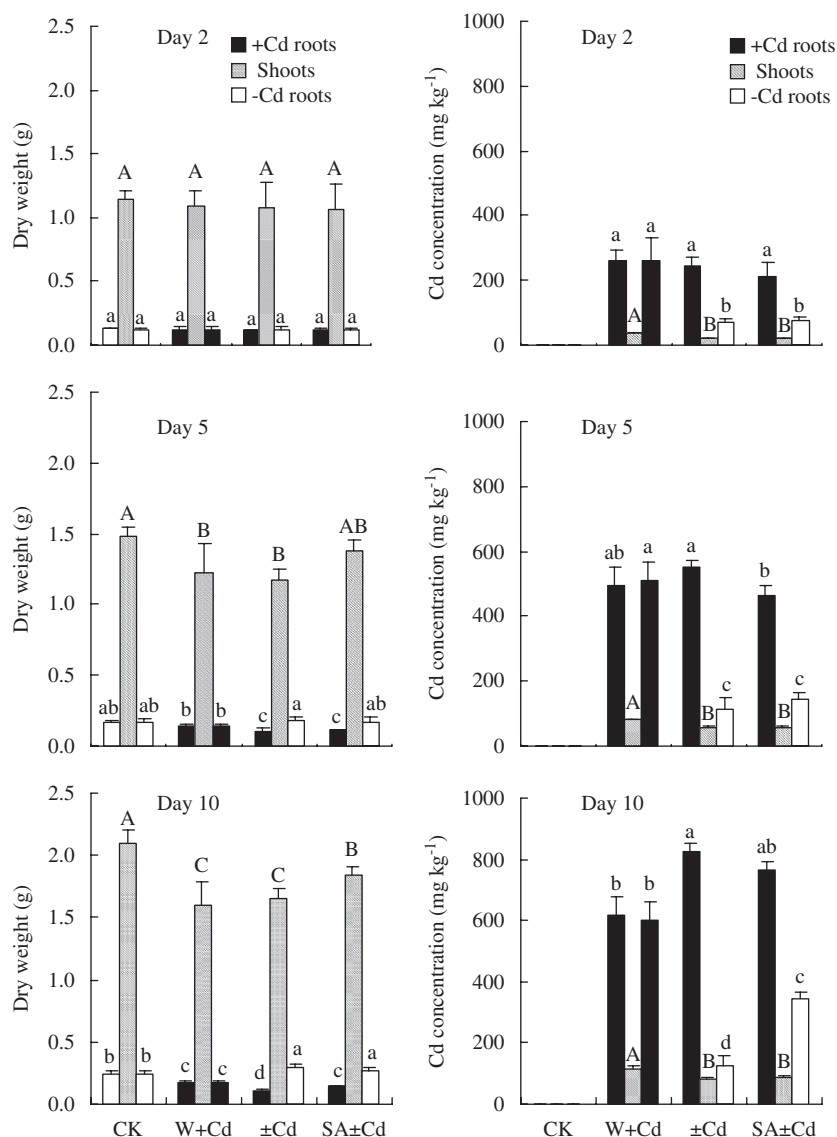 Day 2
+Cd roots
Shoots
-Cd roots
Dry weight (g)
2.5
2.0
1.5
1.0
0.5
0.0
A A A A
a a a a a a a a
Day 2
+Cd roots
Shoots
-Cd roots
Cd concentration (mg kg-1)
1000
800
600
400
200
0
a a a a
A B b B b
Day 5
Dry weight (g)
2.5
2.0
1.5
1.0
0.5
0.0
A B B AB
ab ab b b c a c ab
Day 5
Cd concentration (mg kg-1)
1000
800
600
400
200
0
ab a a b
A B c B c
Day 10
Dry weight (g)
2.5
2.0
1.5
1.0
0.5
0.0
A C C B
b b c c d a c a
CK W+Cd ±Cd SA±Cd
Day 10
Cd concentration (mg kg-1)
1000
800
600
400
200
0
b b a ab
A B d B c
CK W+Cd ±Cd SA±Cd